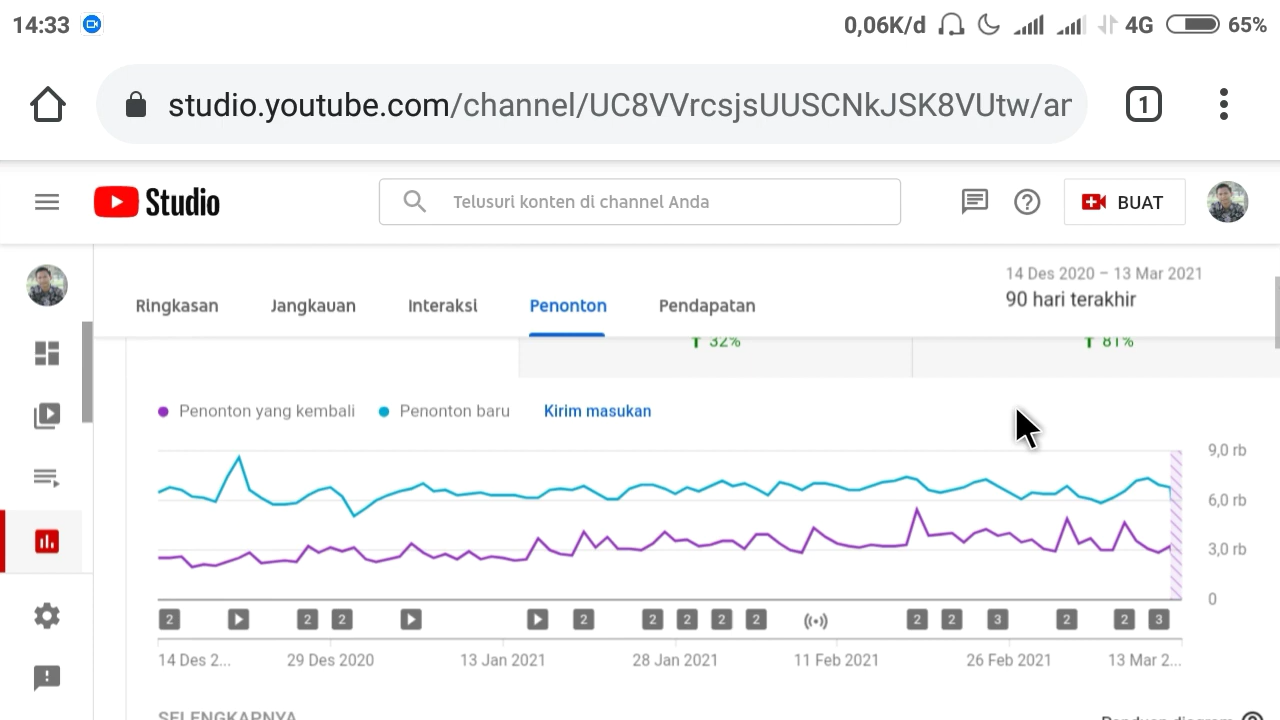 14:33
0,06K/d 4G 65%
studio.youtube.com/channel/UC8VVrcsjsUUSCNkJSK8VUtw/ar
1
Studio
Telusuri konten di channel Anda
BUAT
Ringkasan Jangkauan Interaksi Penonton Pendapatan
14 Des 2020 – 13 Mar 2021
90 hari terakhir
32% 81%
Penonton yang kembali Penonton baru Kirim masukan
9,0 rb
6,0 rb
3,0 rb
0
2 2 2 2 2 2 2 2 2 2 3 2 2 3
14 Des 2... 29 Des 2020 13 Jan 2021 28 Jan 2021 11 Feb 2021 26 Feb 2021 13 Mar 2...
SELENGKAPNYA
Panduan diagram